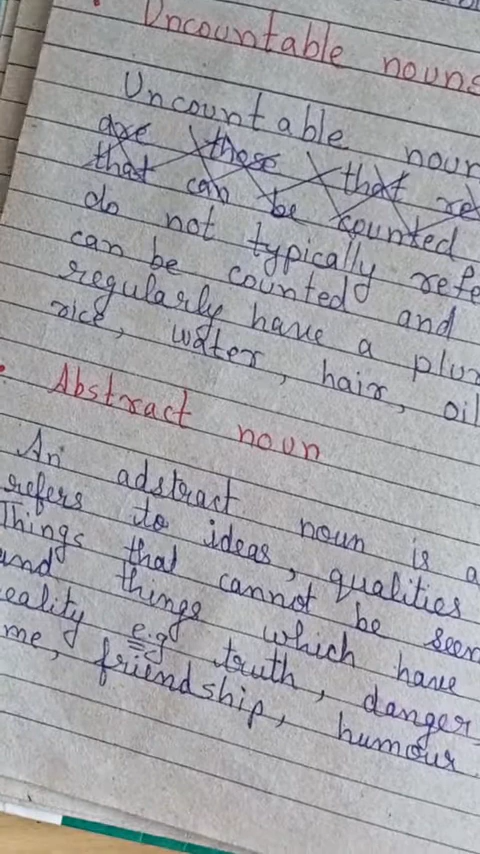 Uncountable nouns
Uncountable noun
are those that re
that can be counted
do not typically refe
can be counted and
regularly have a plur
rice, water, hair, oil
Abstract noun
An adstract noun is a
refers to ideas, qualities
Things that cannot be seen
and things which have
eality e.g truth, danger,
me, friendship, humour.